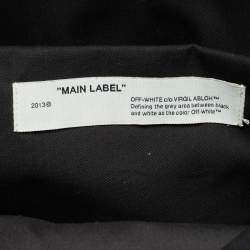 "MAIN LABEL"
2013®
OFF-WHITE c/o VIRGIL ABLOH™
Defining the grey area between black
and white as the color Off-White™